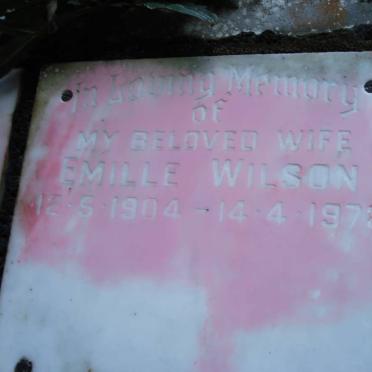 In Loving Memory
of
MY BELOVED WIFE
EMILLE WILSON
12-5-1904 - 14-4-197